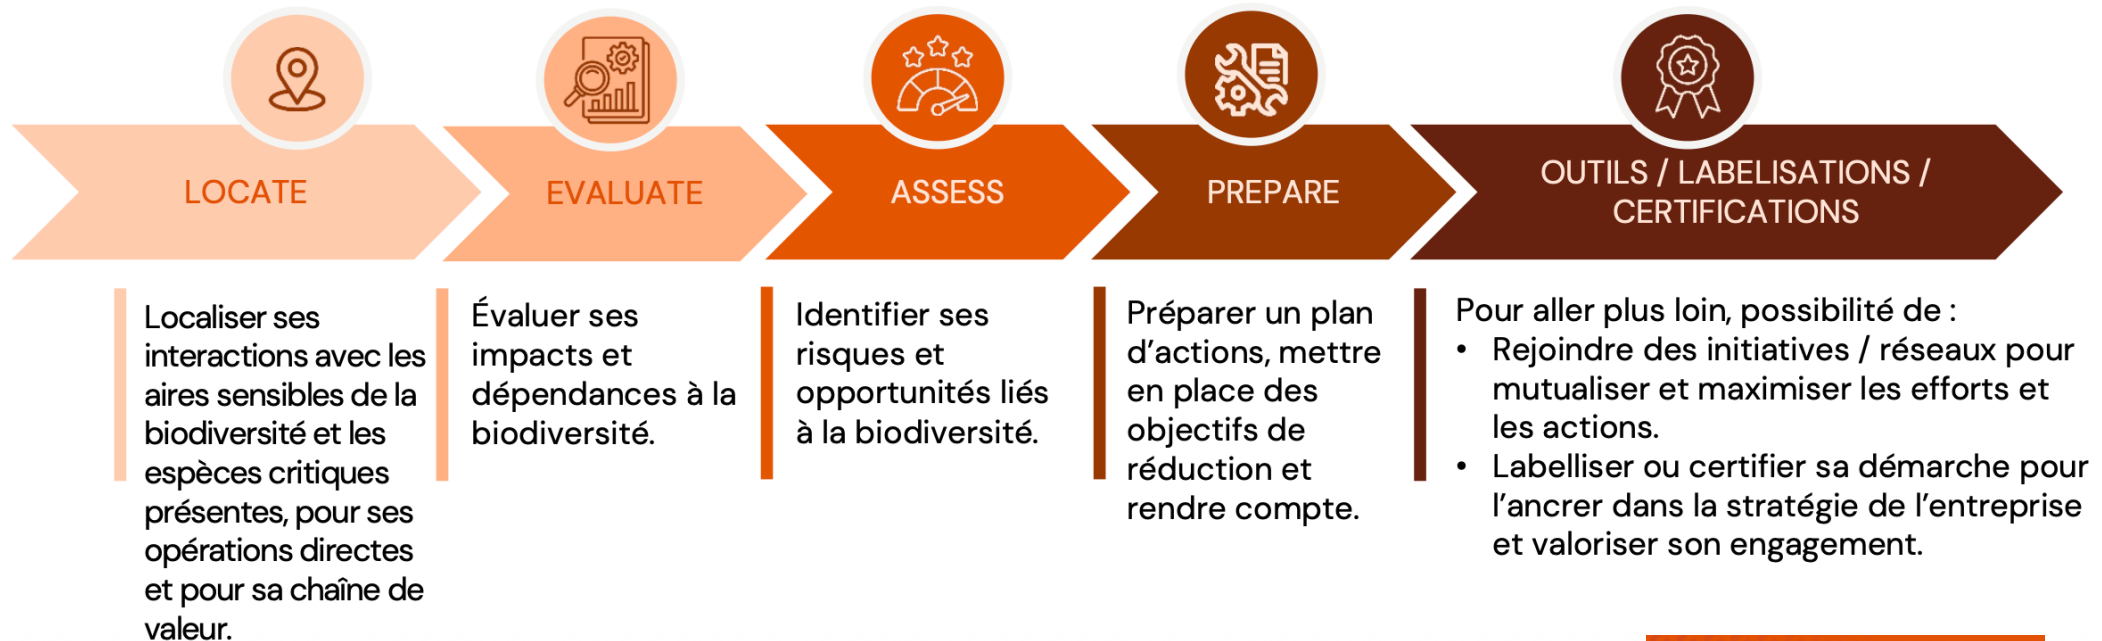 LOCATE
EVALUATE
ASSESS
PREPARE
OUTILS / LABELISATIONS /
CERTIFICATIONS
Localiser ses
interactions avec les
aires sensibles de la
biodiversité et les
espèces critiques
présentes, pour ses
opérations directes
et pour sa chaîne de
valeur.
Évaluer ses
impacts et
dépendances à la
biodiversité.
Identifier ses
risques et
opportunités liés
à la biodiversité.
Préparer un plan
d’actions, mettre
en place des
objectifs de
réduction et
rendre compte.
Pour aller plus loin, possibilité de :
• Rejoindre des initiatives / réseaux pour
mutualiser et maximiser les efforts et
les actions.
• Labelliser ou certifier sa démarche pour
l’ancrer dans la stratégie de l’entreprise
et valoriser son engagement.